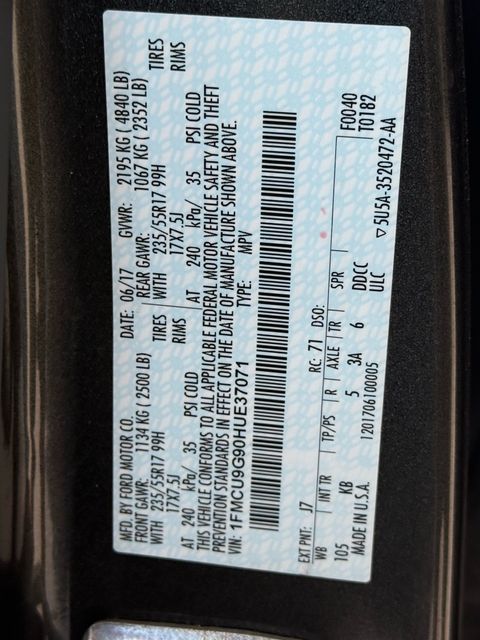 MFD. BY FORD MOTOR CO.
DATE: 06/17 GVWR: 2195 KG ( 4840 LB)
FRONT GAWR: 1134 KG ( 2500 LB) REAR GAWR: 1067 KG ( 2352 LB)
WITH 235/55R17 99H TIRES WITH 235/55R17 99H TIRES
17X7.5J RIMS 17X7.5J RIMS
AT 240 kPa/ 35 PSI COLD AT 240 kPa/ 35 PSI COLD
THIS VEHICLE CONFORMS TO ALL APPLICABLE FEDERAL MOTOR VEHICLE SAFETY AND THEFT
PREVENTION STANDARDS IN EFFECT ON THE DATE OF MANUFACTURE SHOWN ABOVE.
VIN: 1FMCU9G90HUE37071 TYPE: MPV
EXT PNT: J7 RC: 71 DSO: F0040
T0182
WB INT TR TP/PS R AXLE TR SPR
105 KB 5 3A 6 DDCC
ULC
MADE IN U.S.A. 1201706100005 ▽5U5A-3520472-AA